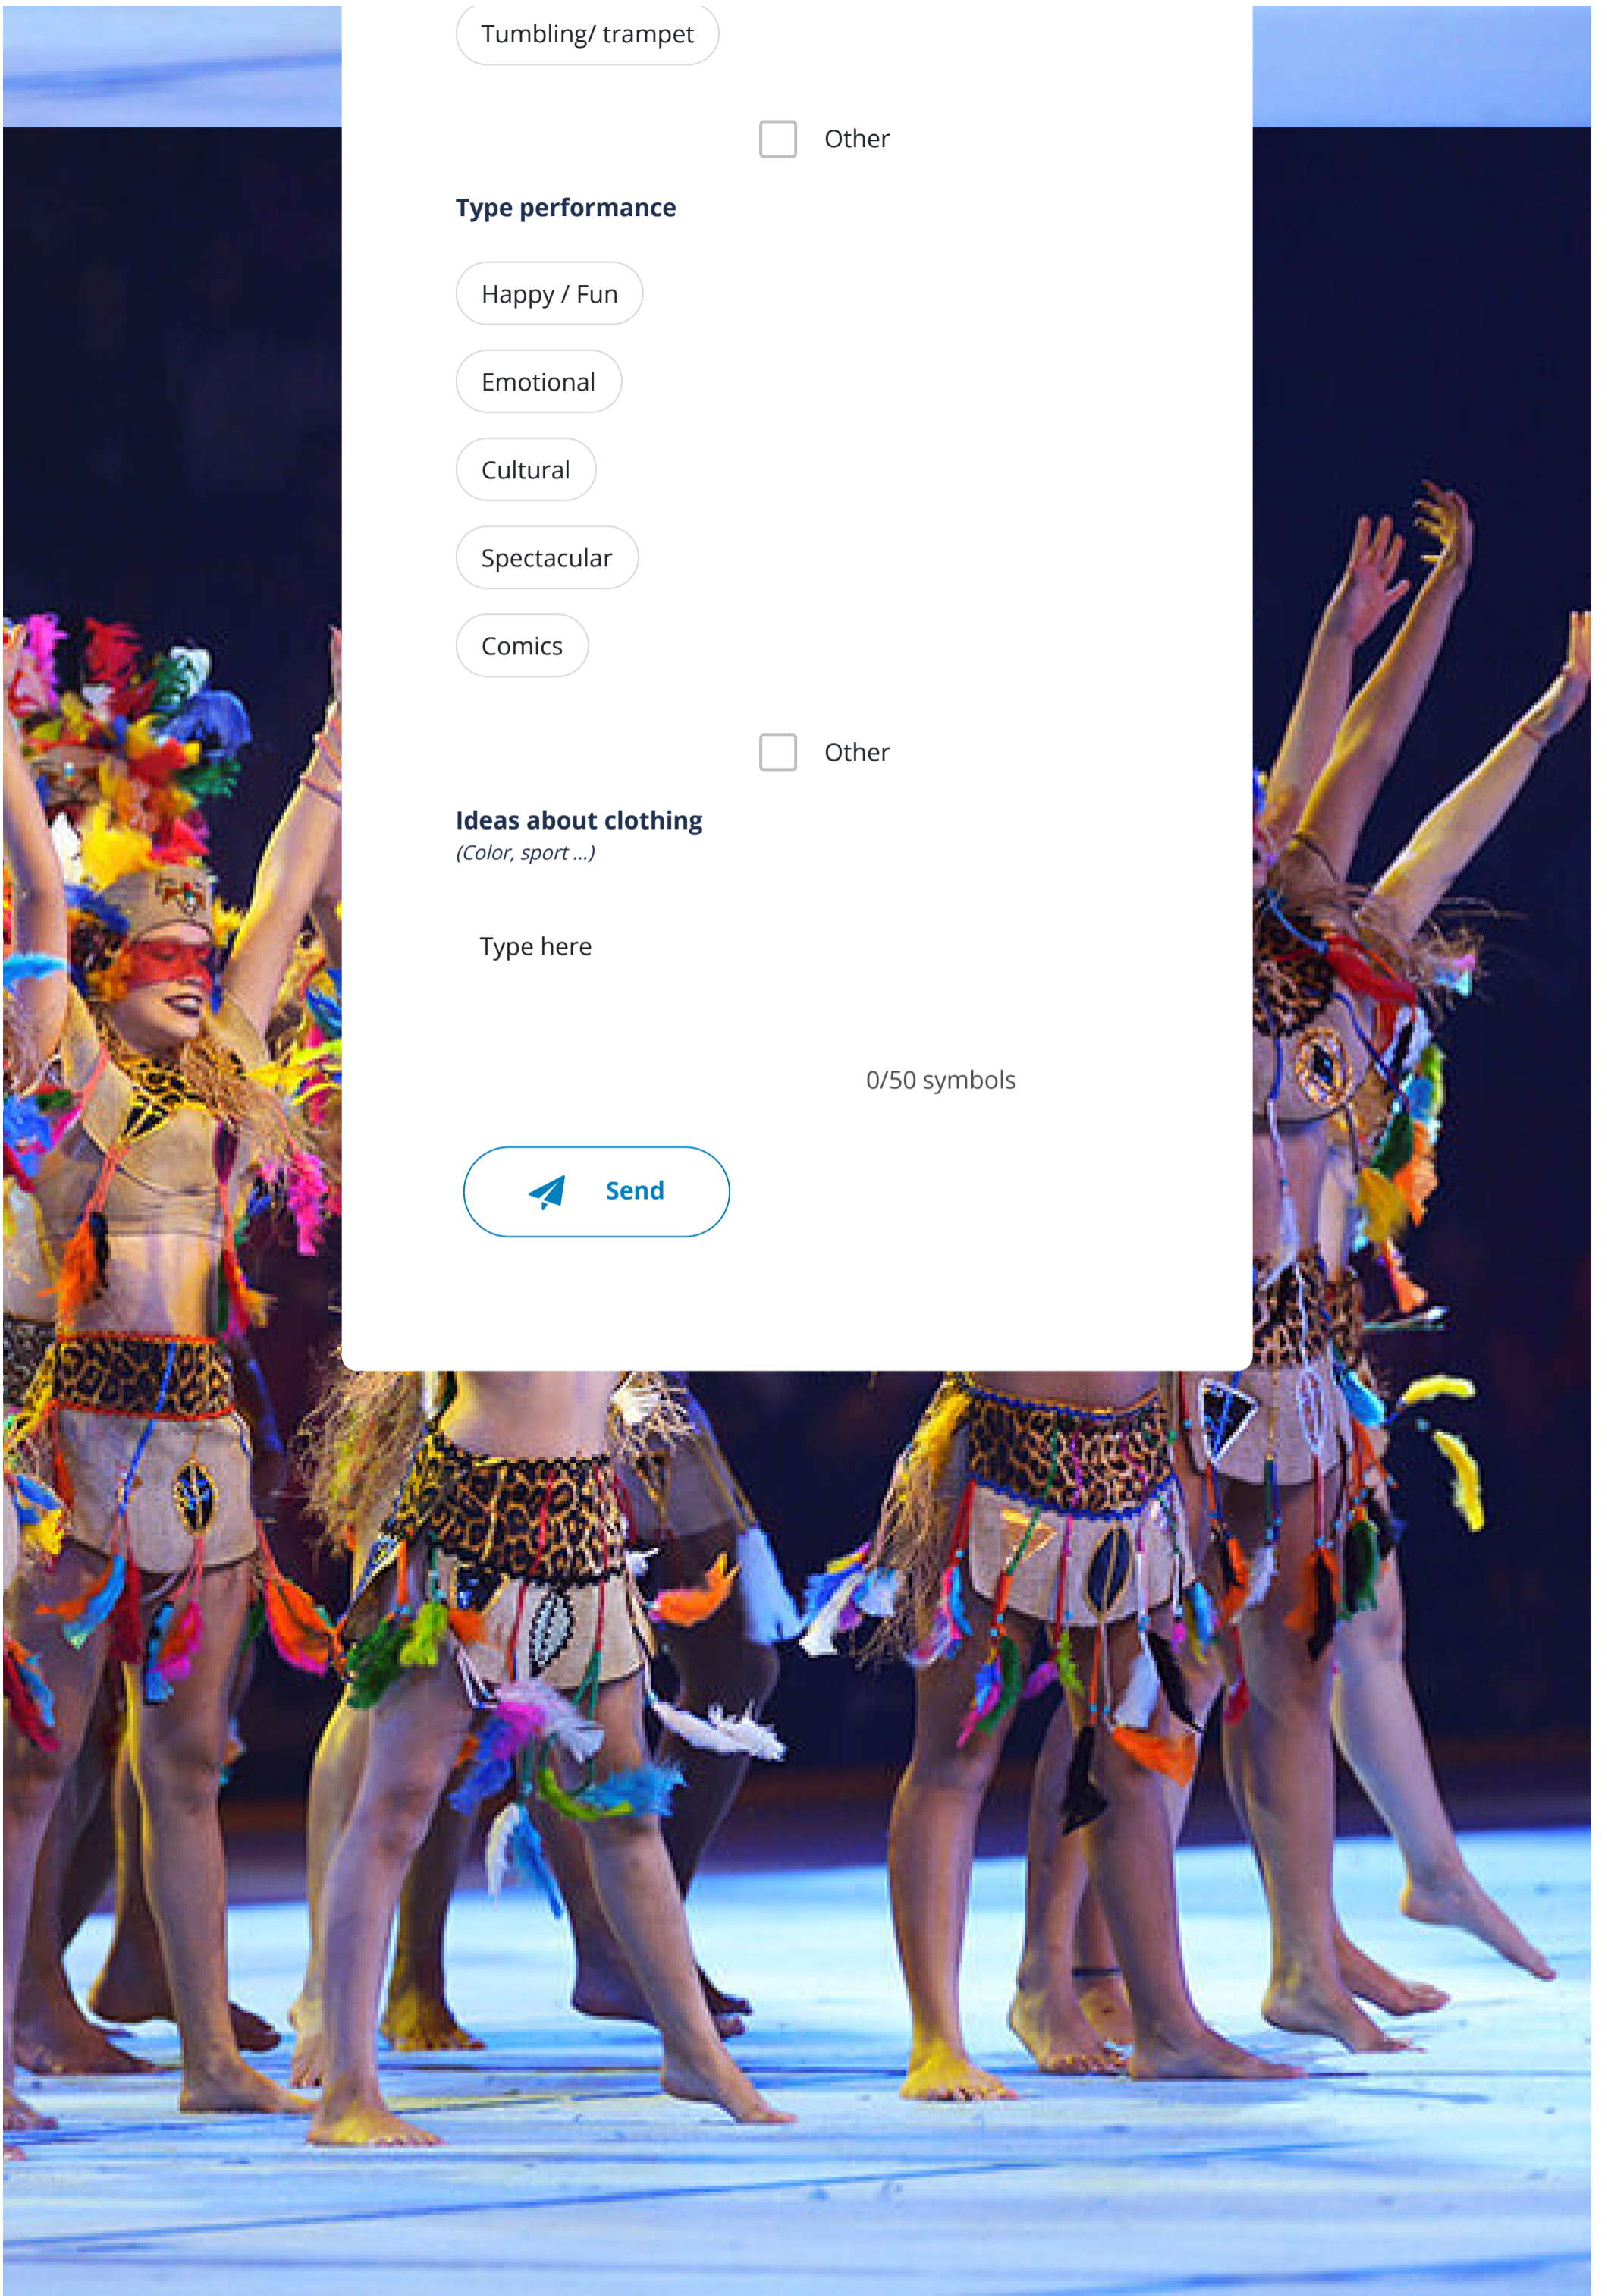 Tumbling/ trampet
Other
Type performance
Happy / Fun
Emotional
Cultural
Spectacular
Comics
Other
Ideas about clothing
(Color, sport ...)
Type here
0/50 symbols
Send